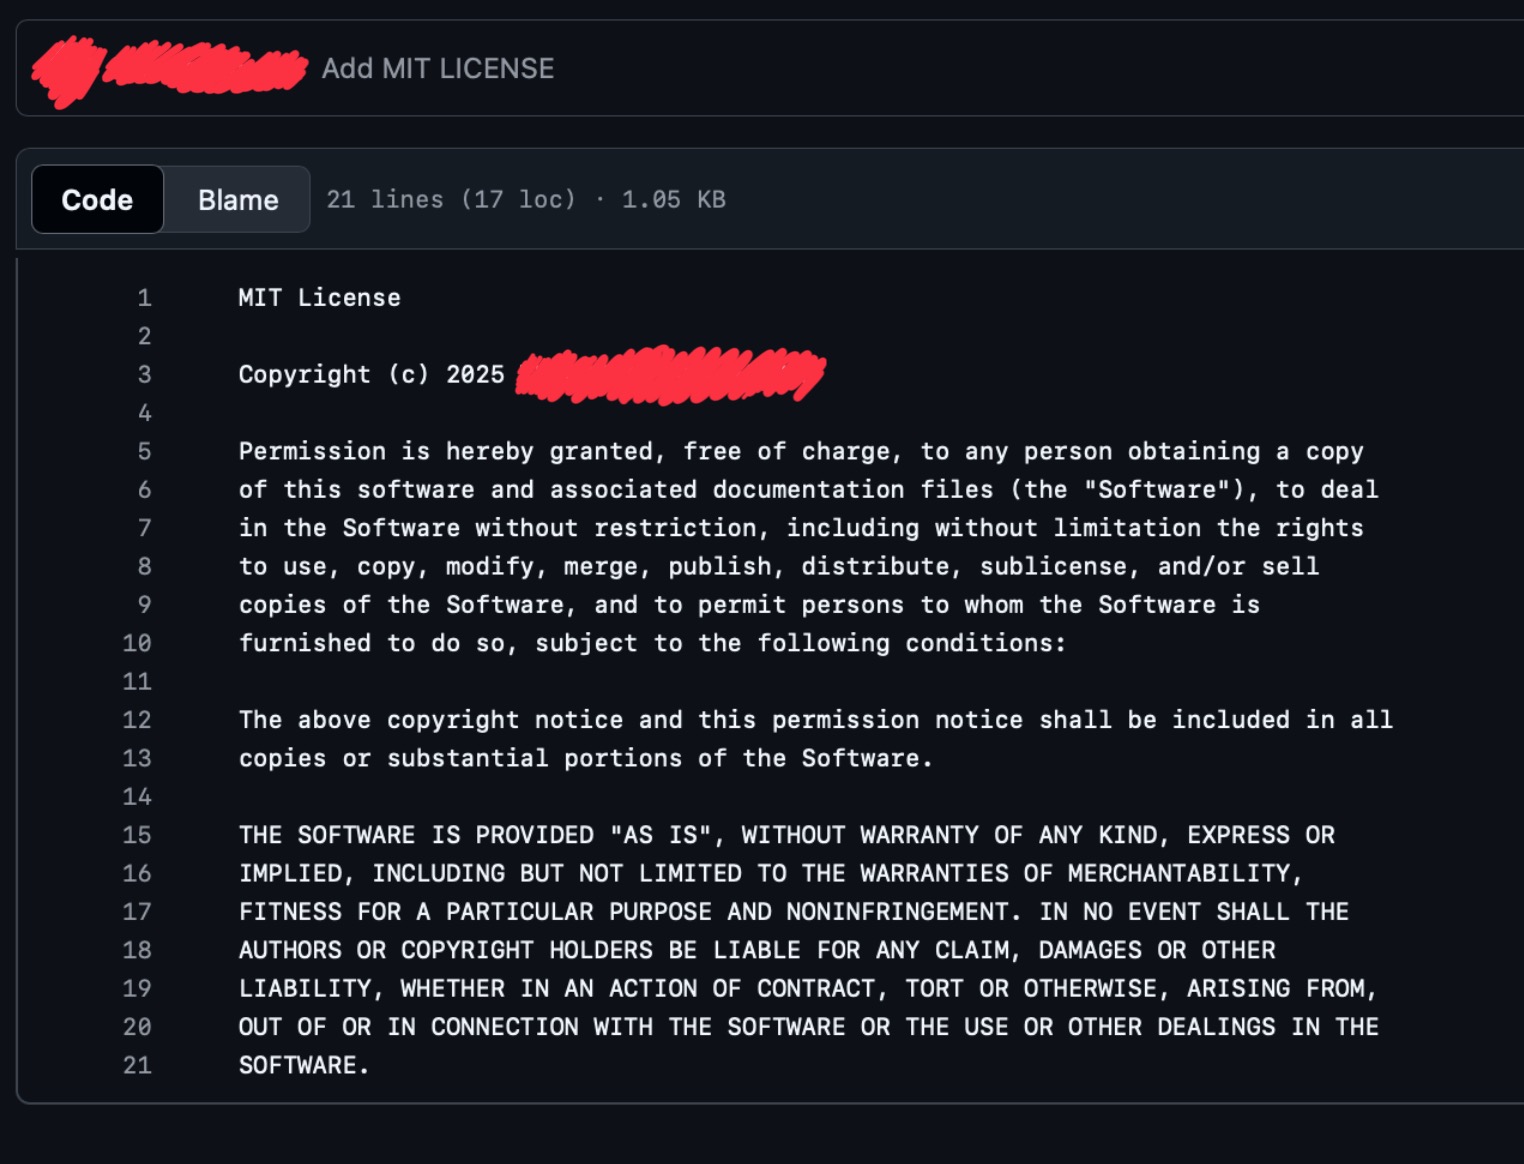 Add MIT LICENSE
Code Blame 21 lines (17 loc) · 1.05 KB
1 MIT License
2
3 Copyright (c) 2025
4
5 Permission is hereby granted, free of charge, to any person obtaining a copy
6 of this software and associated documentation files (the "Software"), to deal
7 in the Software without restriction, including without limitation the rights
8 to use, copy, modify, merge, publish, distribute, sublicense, and/or sell
9 copies of the Software, and to permit persons to whom the Software is
10 furnished to do so, subject to the following conditions:
11
12 The above copyright notice and this permission notice shall be included in all
13 copies or substantial portions of the Software.
14
15 THE SOFTWARE IS PROVIDED "AS IS", WITHOUT WARRANTY OF ANY KIND, EXPRESS OR
16 IMPLIED, INCLUDING BUT NOT LIMITED TO THE WARRANTIES OF MERCHANTABILITY,
17 FITNESS FOR A PARTICULAR PURPOSE AND NONINFRINGEMENT. IN NO EVENT SHALL THE
18 AUTHORS OR COPYRIGHT HOLDERS BE LIABLE FOR ANY CLAIM, DAMAGES OR OTHER
19 LIABILITY, WHETHER IN AN ACTION OF CONTRACT, TORT OR OTHERWISE, ARISING FROM,
20 OUT OF OR IN CONNECTION WITH THE SOFTWARE OR THE USE OR OTHER DEALINGS IN THE
21 SOFTWARE.